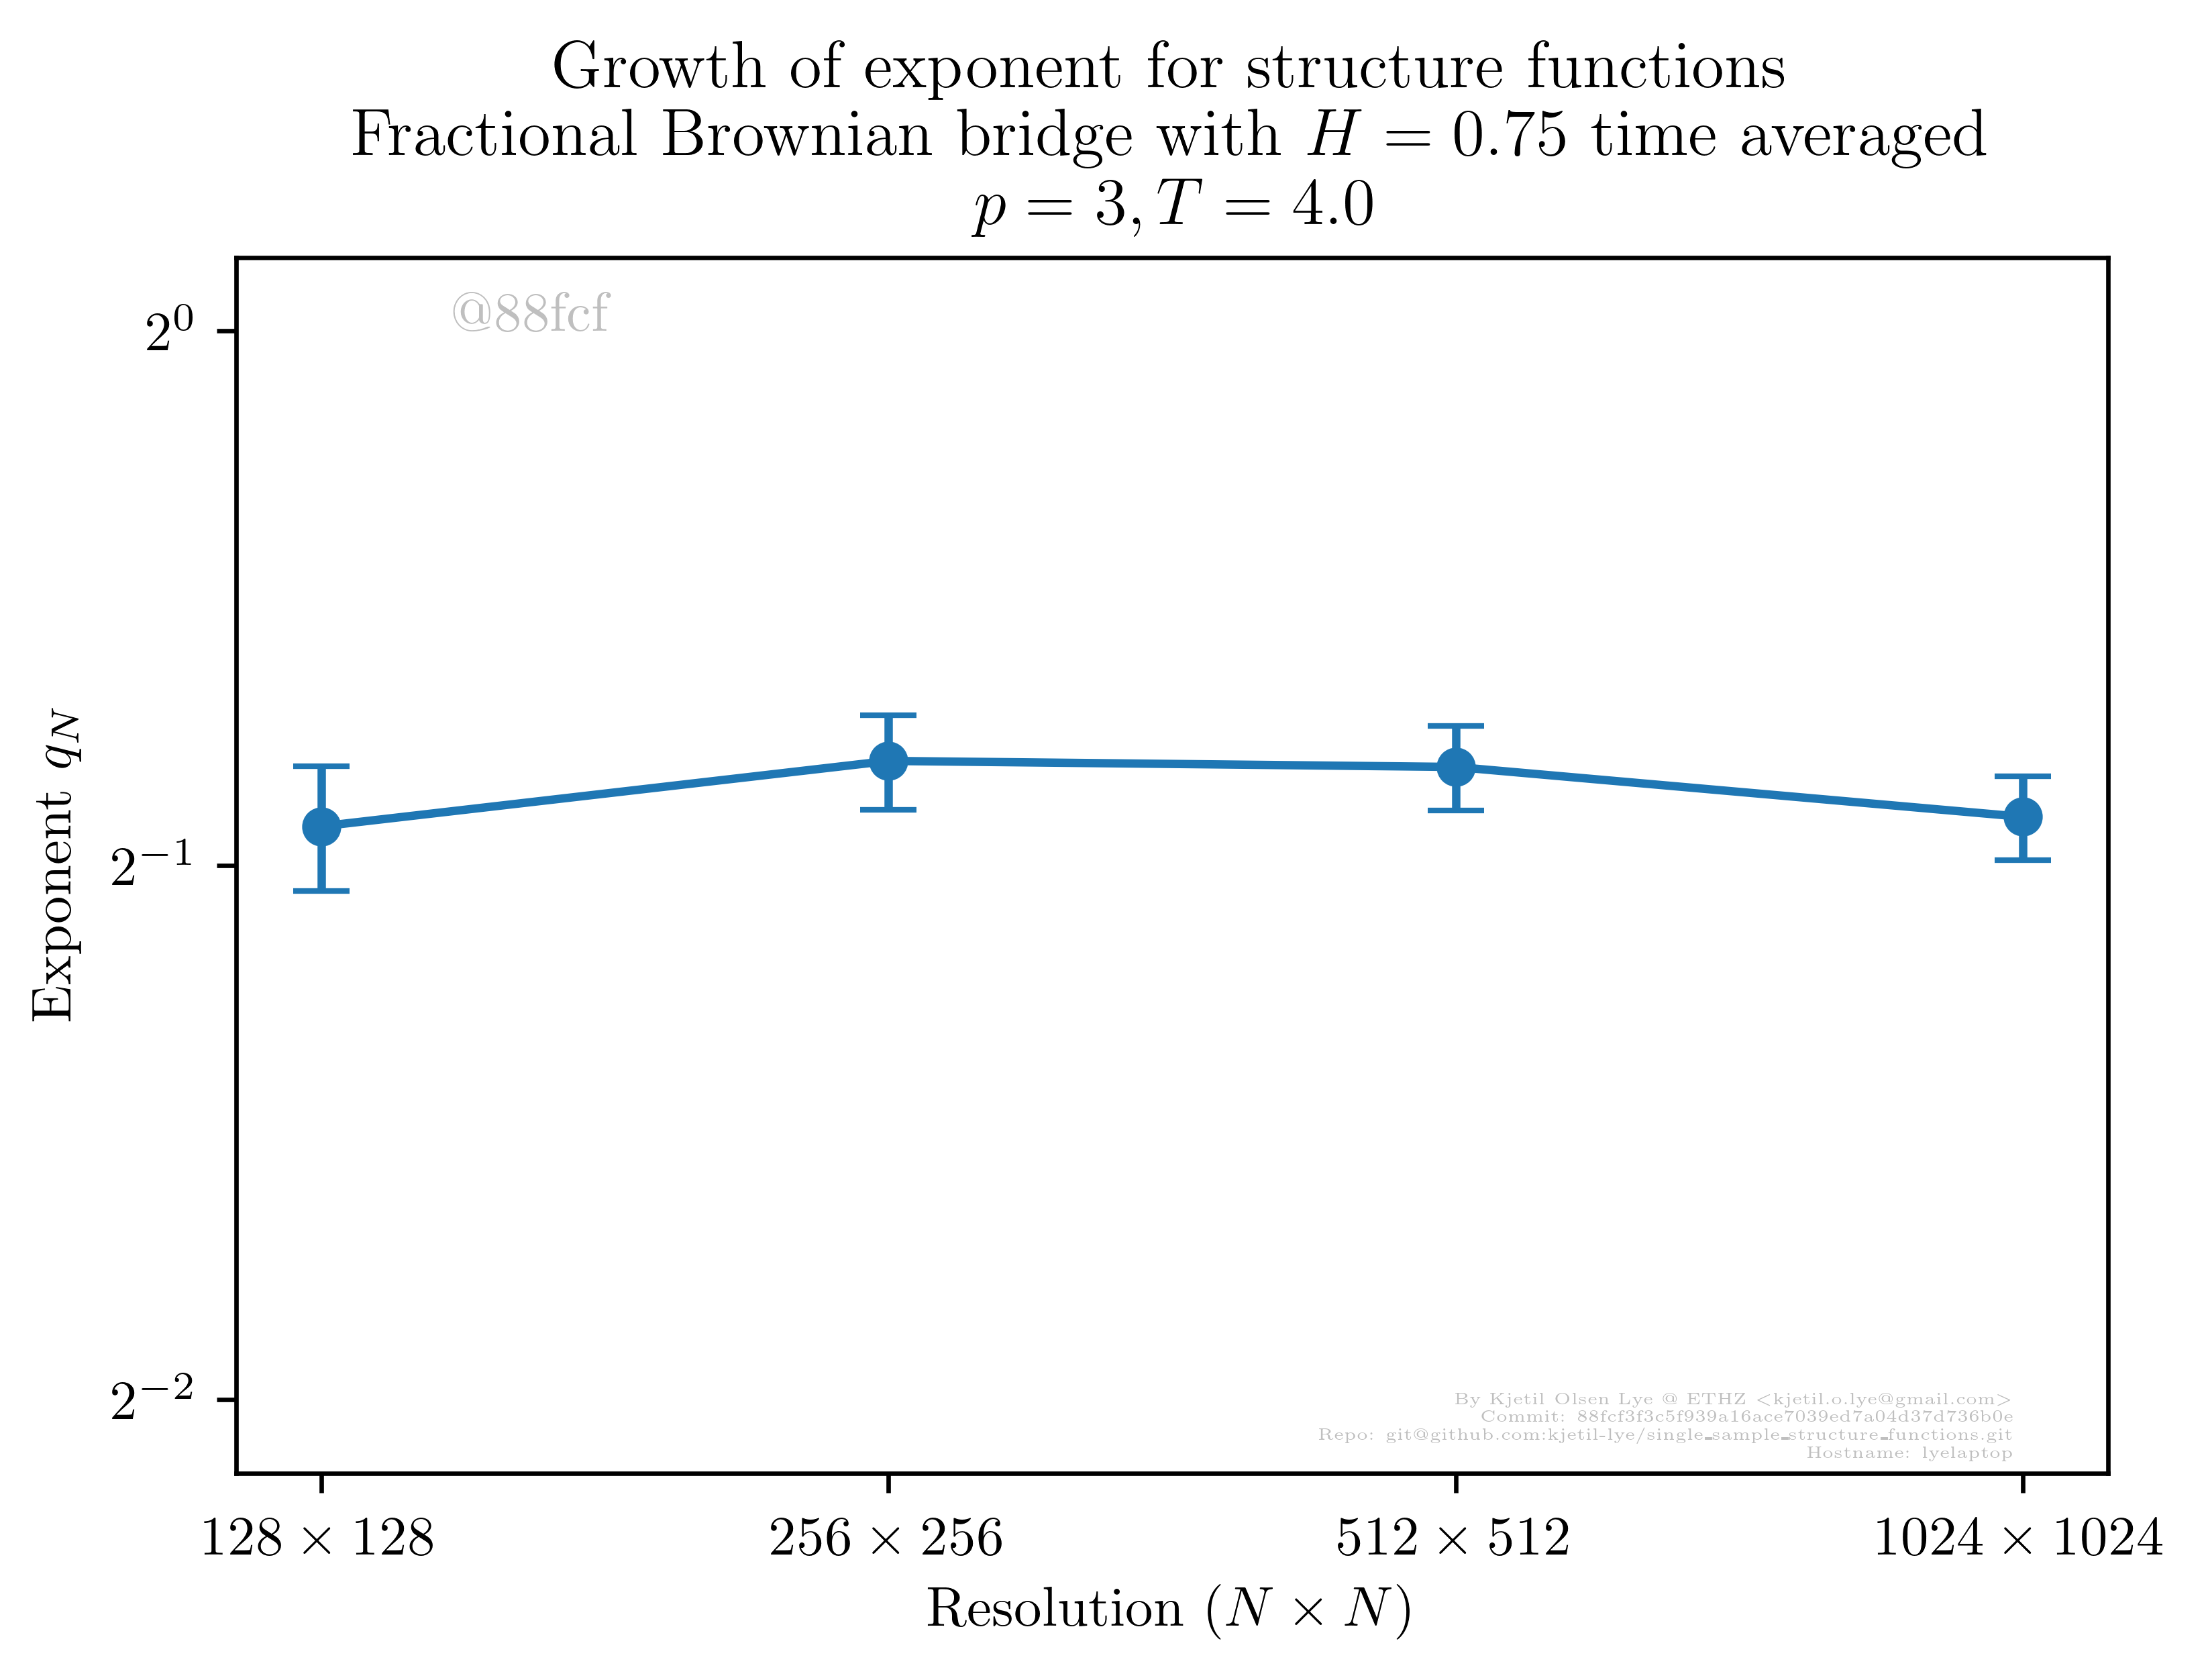 Growth of exponent for structure functions
Fractional Brownian bridge with H = 0.75 time averaged
p = 3, T = 4.0
@88fcf
2⁰
2⁻¹
2⁻²
Exponent q_N
By Kjetil Olsen Lye @ ETHZ <kjetil.o.lye@gmail.com>
Commit: 88fcf3f3c5f939a16ace7039ed7a04d37d736b0e
Repo: git@github.com:kjetil-lye/single_sample_structure_functions.git
Hostname: lyelaptop
128 × 128
256 × 256
512 × 512
1024 × 1024
Resolution (N × N)